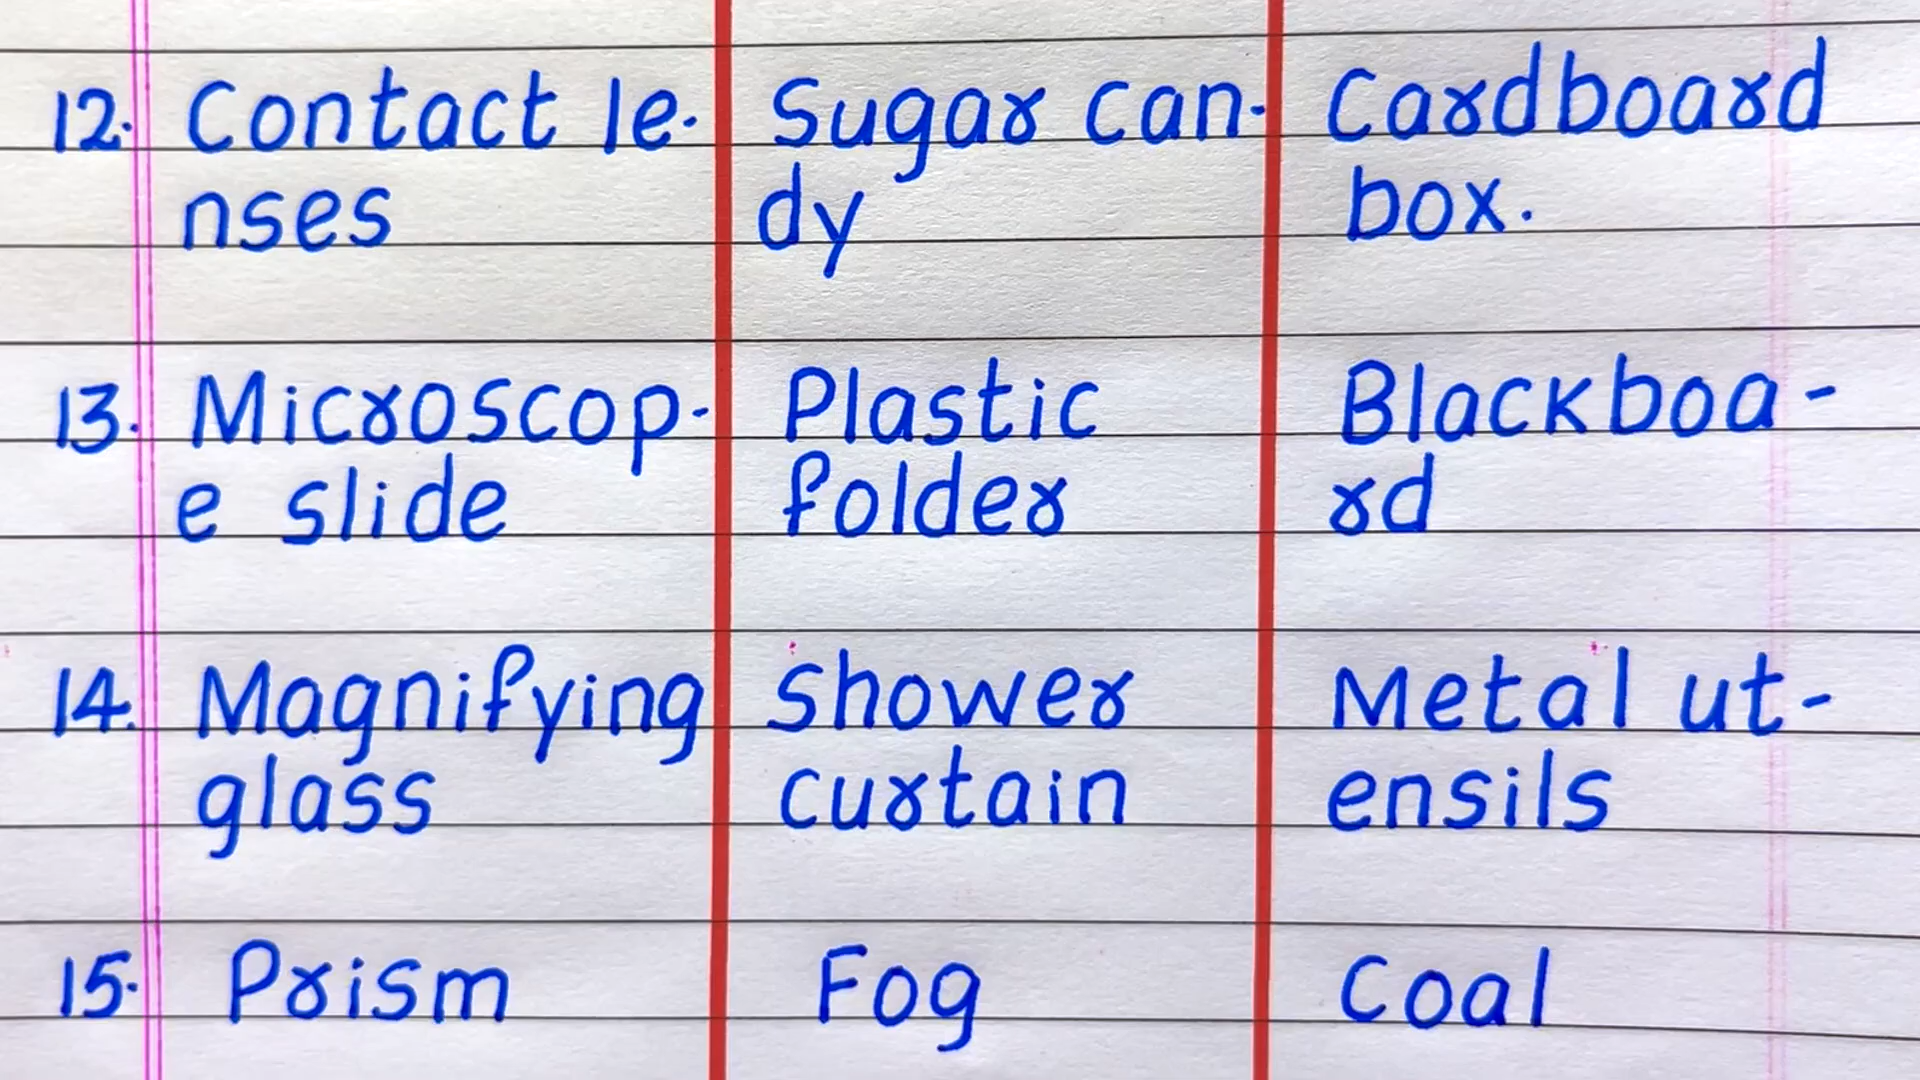 12. Contact le- Sugar can- Cardboard
nses dy box.
13. Microscop- Plastic Blackboa-
e slide folder rd
14. Magnifying Shower Metal ut-
glass curtain ensils
15. Prism Fog Coal